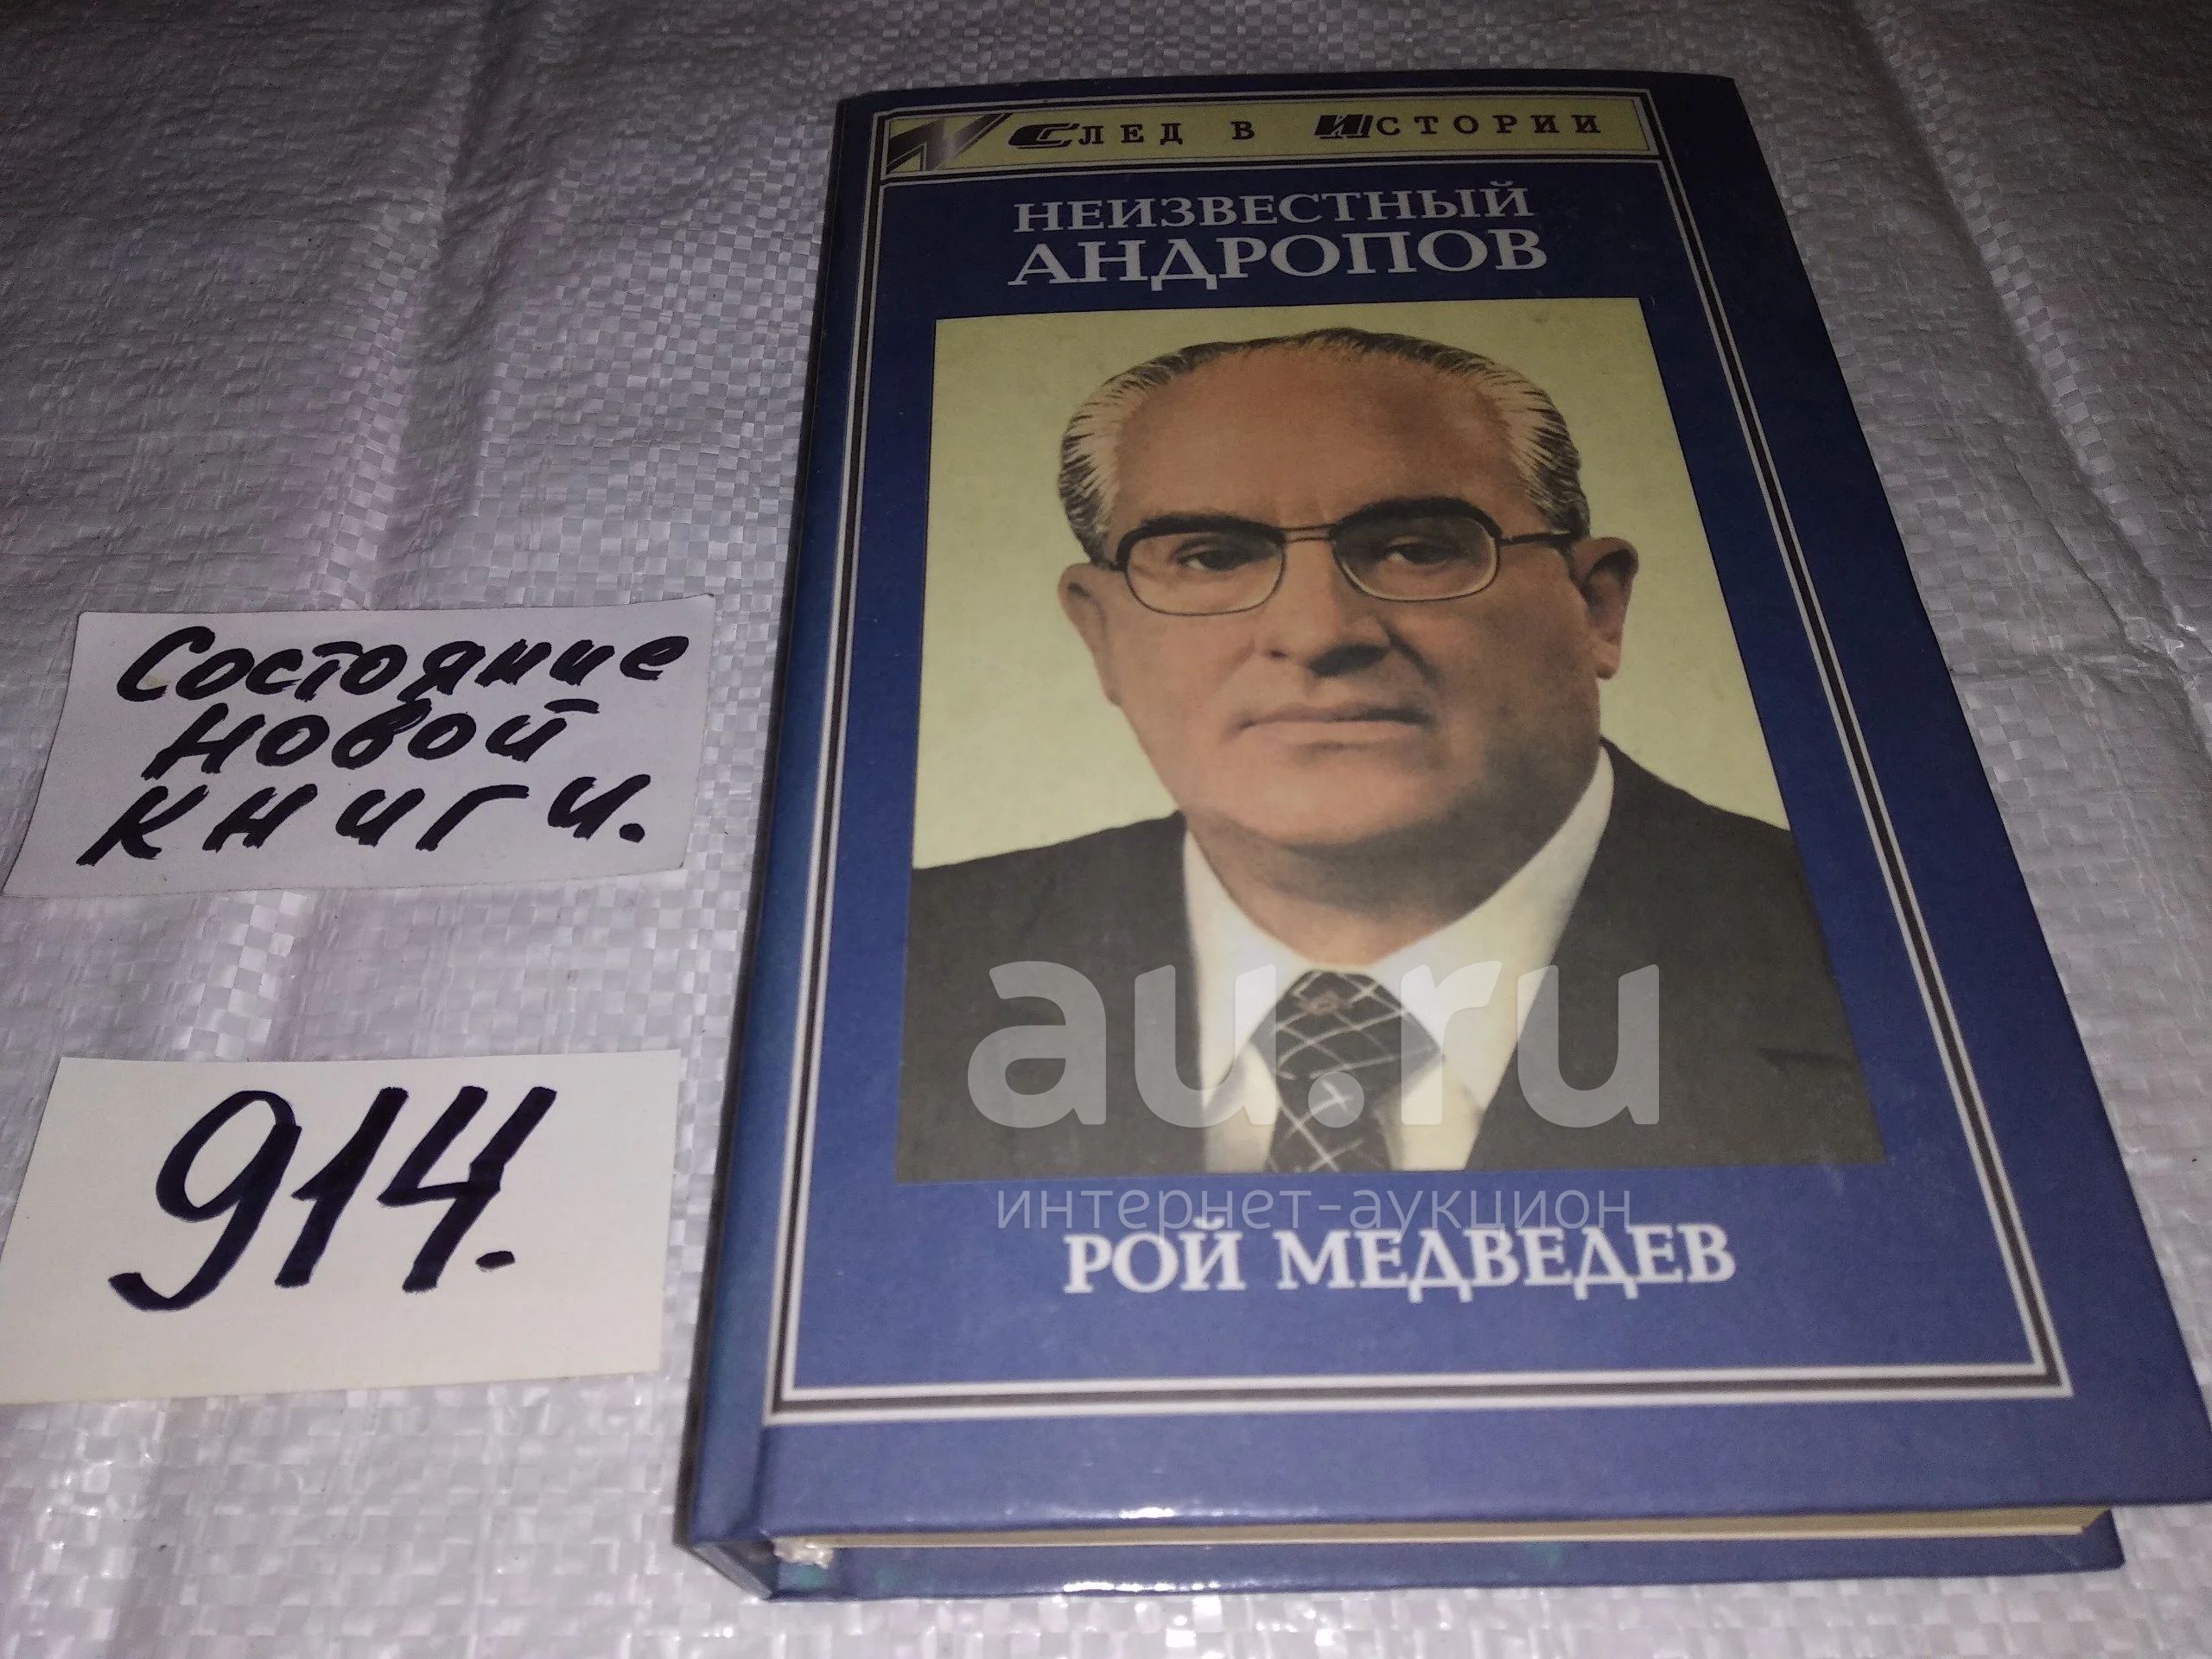 След в Истории
НЕИЗВЕСТНЫЙ
АНДРОПОВ
Состояние
новой
книги.
914.
au.ru
интернет-аукцион
РОЙ МЕДВЕДЕВ